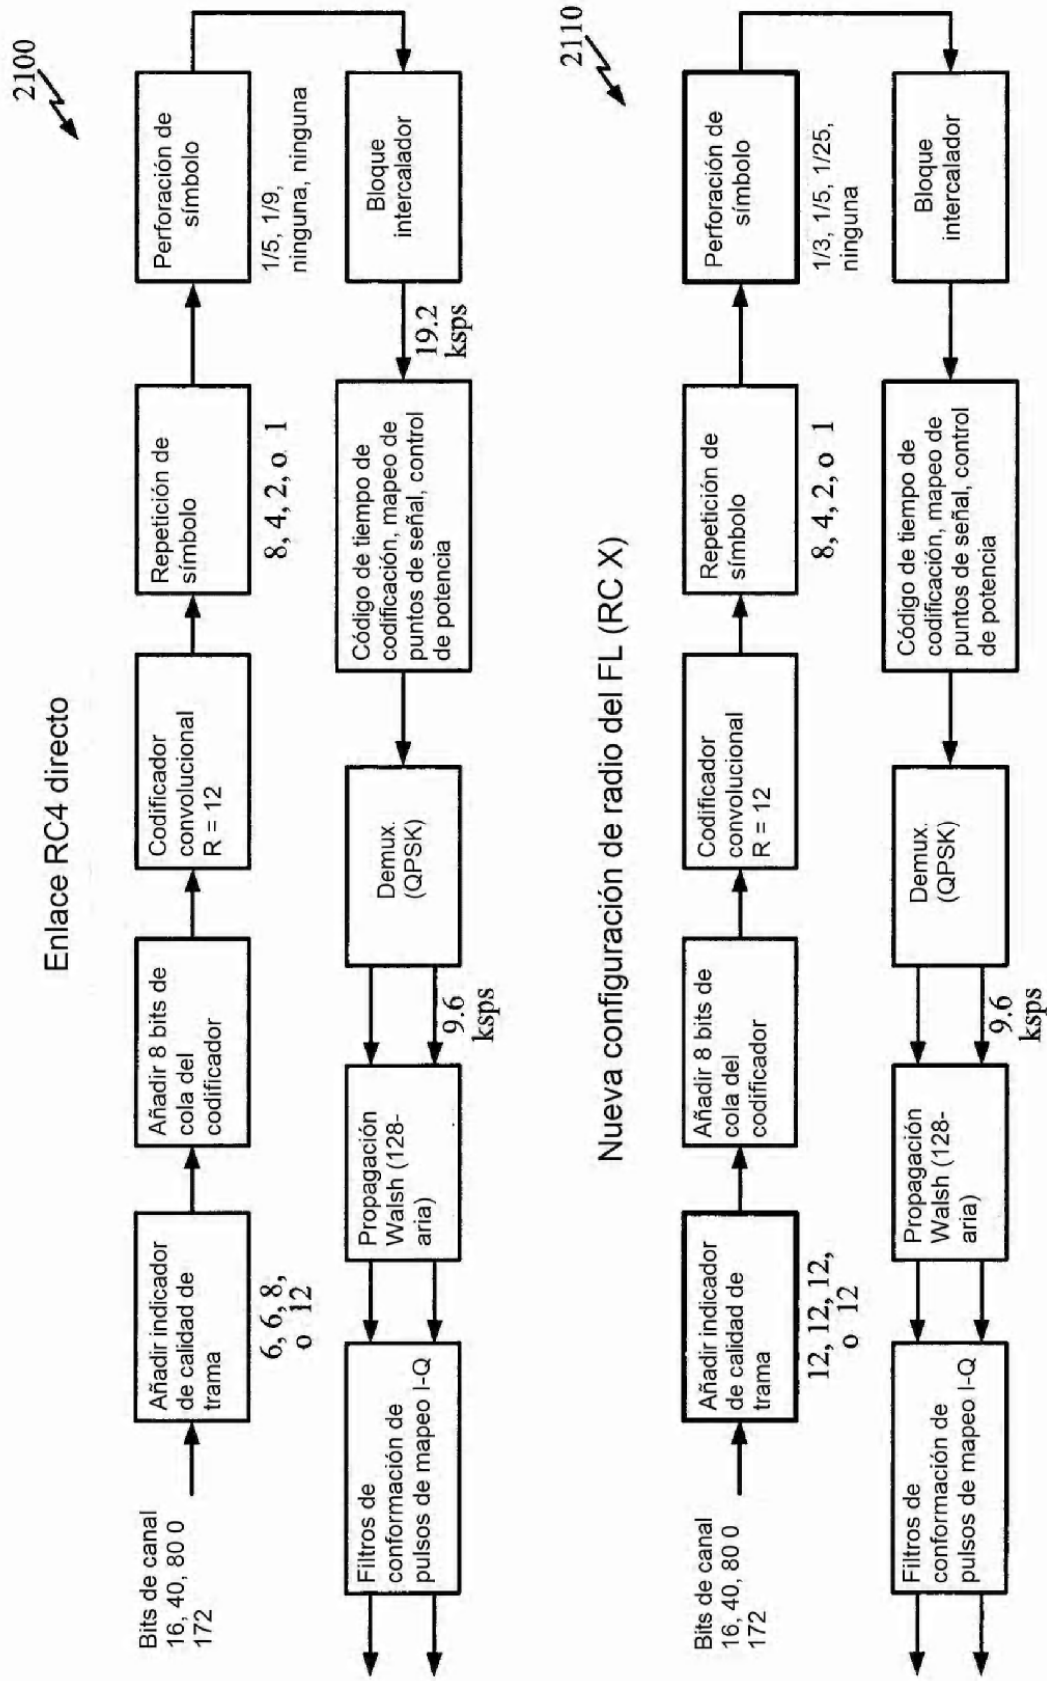 2100
Enlace RC4 directo
Bits de canal
16, 40, 80 0
172
Añadir indicador
de calidad de
trama
6, 6, 8,
o 12
Añadir 8 bits de
cola del
codificador
Codificador
convolucional
R = 12
Repetición de
símbolo
8, 4, 2, o 1
Perforación de
símbolo
1/5, 1/9,
ninguna, ninguna
Bloque
intercalador
19.2
ksps
Código de tiempo de
codificación, mapeo de
puntos de señal, control
de potencia
Demux.
(QPSK)
9.6
ksps
Propagación
Walsh (128-
aria)
Filtros de
conformación de
pulsos de mapeo I-Q
2110
Nueva configuración de radio del FL (RC X)
Bits de canal
16, 40, 80 0
172
Añadir indicador
de calidad de
trama
12, 12, 12,
o 12
Añadir 8 bits de
cola del
codificador
Codificador
convolucional
R = 12
Repetición de
símbolo
8, 4, 2, o 1
Perforación de
símbolo
1/3, 1/5, 1/25,
ninguna
Bloque
intercalador
Código de tiempo de
codificación, mapeo de
puntos de señal, control
de potencia
Demux.
(QPSK)
9.6
ksps
Propagación
Walsh (128-
aria)
Filtros de
conformación de
pulsos de mapeo I-Q